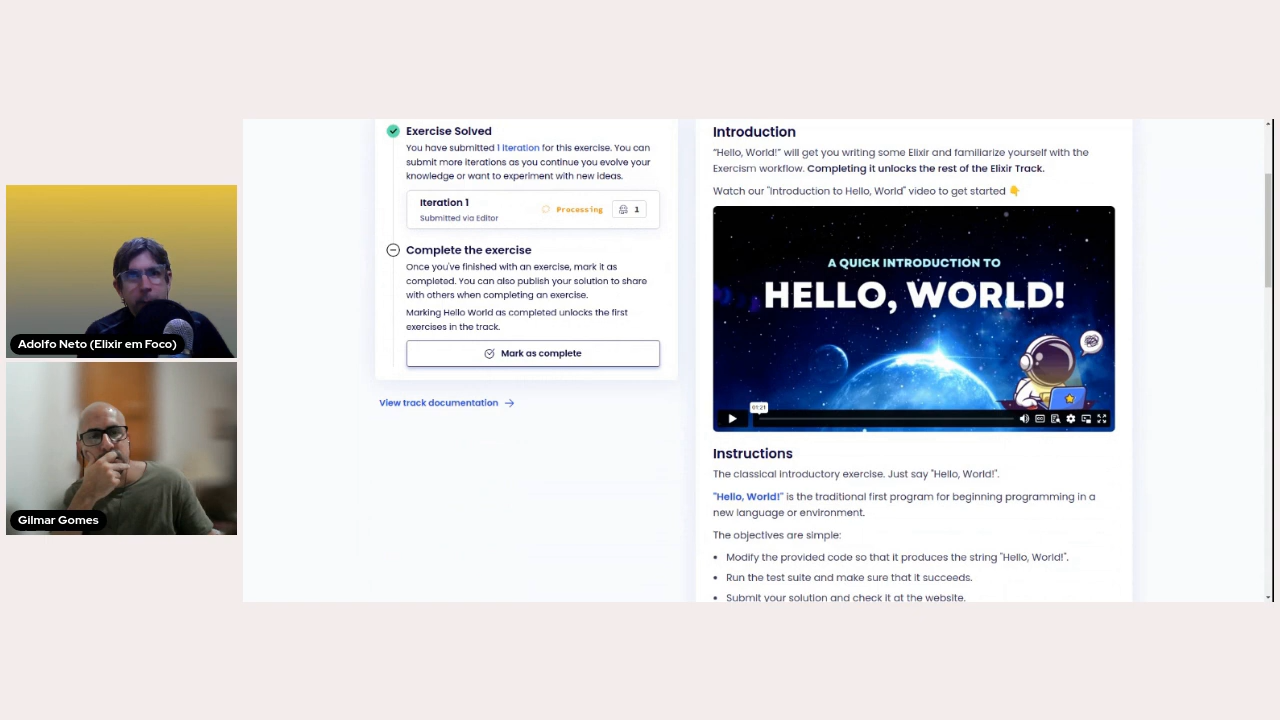 Adolfo Neto (Elixir em Foco)
Gilmar Gomes
Exercise Solved
You have submitted 1 iteration for this exercise. You can
submit more iterations as you continue you evolve your
knowledge or want to experiment with new ideas.
Iteration 1
Submitted via Editor
Processing
1
Complete the exercise
Once you've finished with an exercise, mark it as
completed. You can also publish your solution to share
with others when completing an exercise.
Marking Hello World as completed unlocks the first
exercises in the track.
Mark as complete
View track documentation
Introduction
“Hello, World!” will get you writing some Elixir and familiarize yourself with the
Exercism workflow. Completing it unlocks the rest of the Elixir Track.
Watch our "Introduction to Hello, World" video to get started 👇
A QUICK INTRODUCTION TO
HELLO, WORLD!
01:21
Instructions
The classical introductory exercise. Just say "Hello, World!".
"Hello, World!" is the traditional first program for beginning programming in a
new language or environment.
The objectives are simple:
• Modify the provided code so that it produces the string "Hello, World!".
• Run the test suite and make sure that it succeeds.
• Submit your solution and check it at the website.